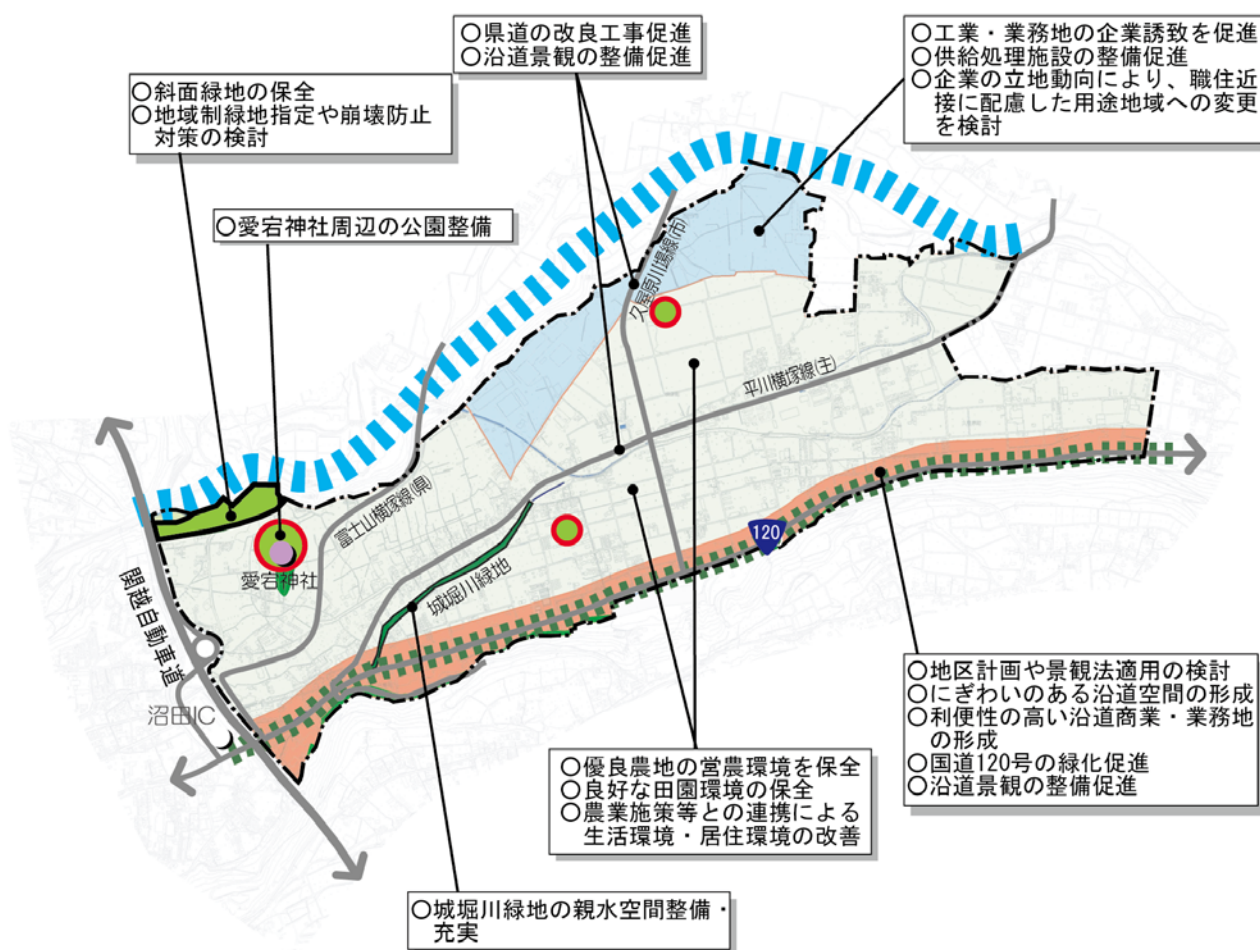 ○県道の改良工事促進
○沿道景観の整備促進
○工業・業務地の企業誘致を促進
○供給処理施設の整備促進
○企業の立地動向により、職住近
接に配慮した用途地域への変更
を検討
○斜面緑地の保全
○地域制緑地指定や崩壊防止
対策の検討
○愛宕神社周辺の公園整備
久屋原川場線(市)
平川横塚線(主)
富士山横塚線(県)
愛宕神社
城堀川緑地
120
関越自動車道
沼田IC
○地区計画や景観法適用の検討
○にぎわいのある沿道空間の形成
○利便性の高い沿道商業・業務地
の形成
○国道120号の緑化促進
○沿道景観の整備促進
○優良農地の営農環境を保全
○良好な田園環境の保全
○農業施策等との連携による
生活環境・居住環境の改善
○城堀川緑地の親水空間整備・
充実